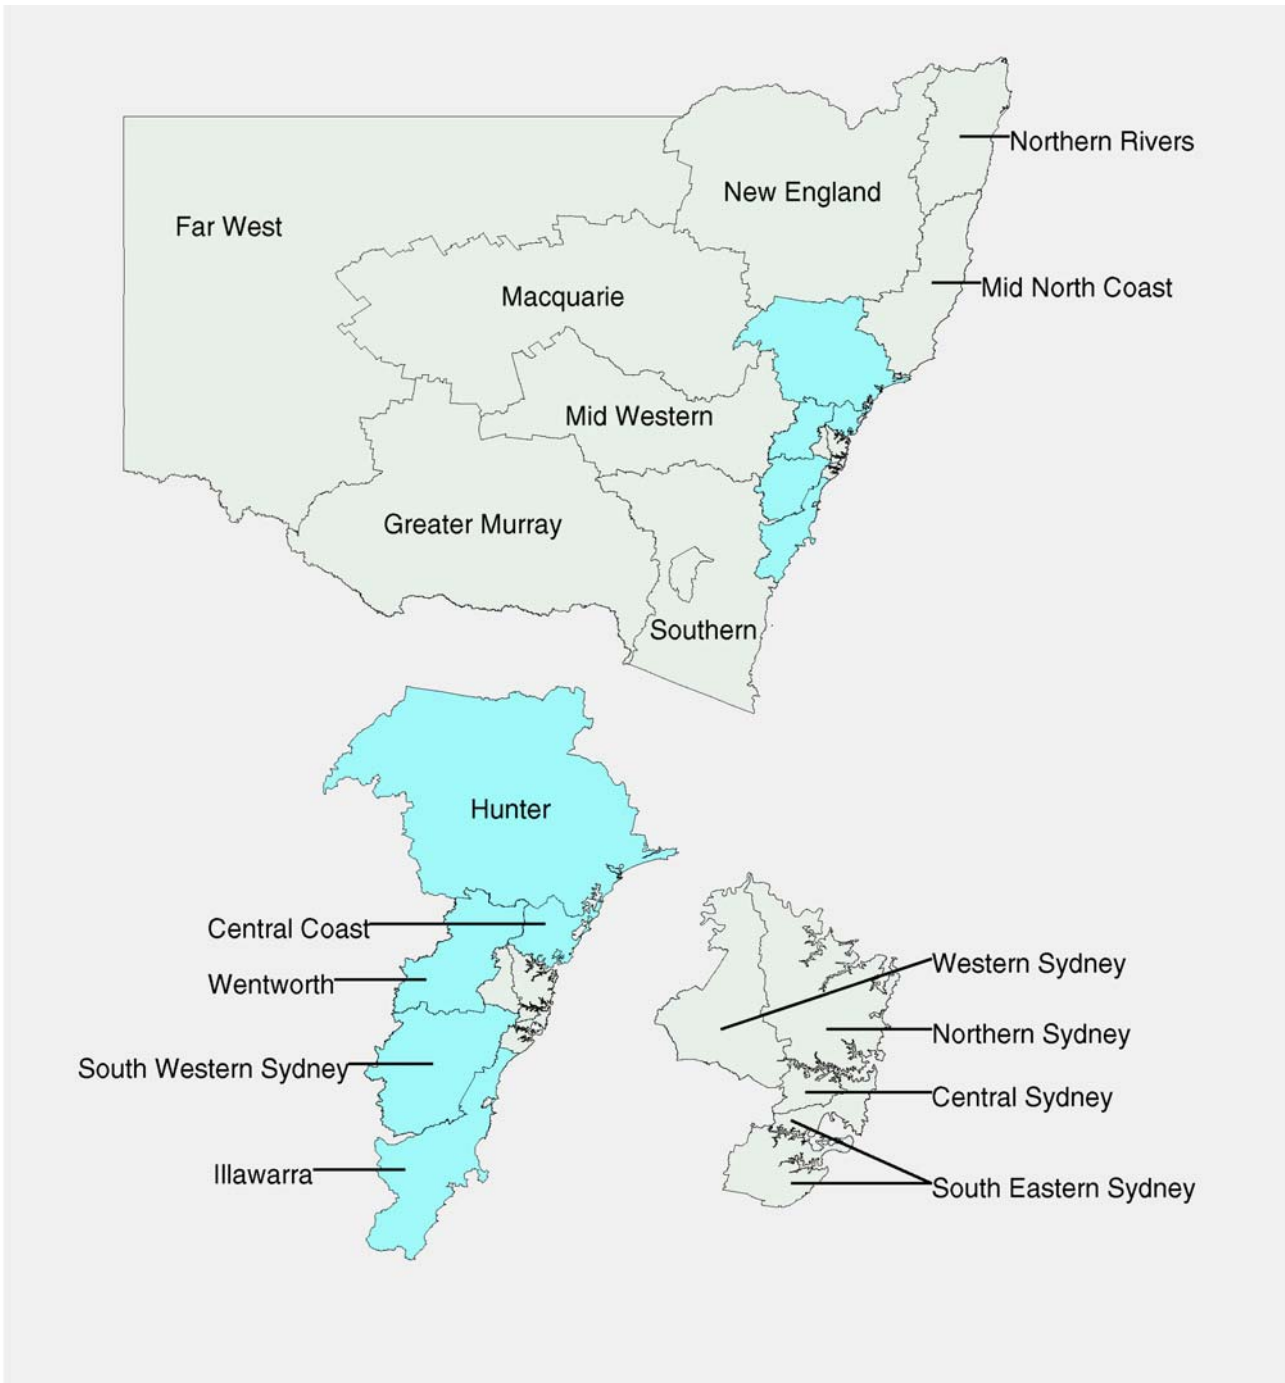 Northern Rivers
New England
Far West
Mid North Coast
Macquarie
Mid Western
Greater Murray
Southern
Hunter
Central Coast
Western Sydney
Wentworth
Northern Sydney
South Western Sydney
Central Sydney
Illawarra
South Eastern Sydney